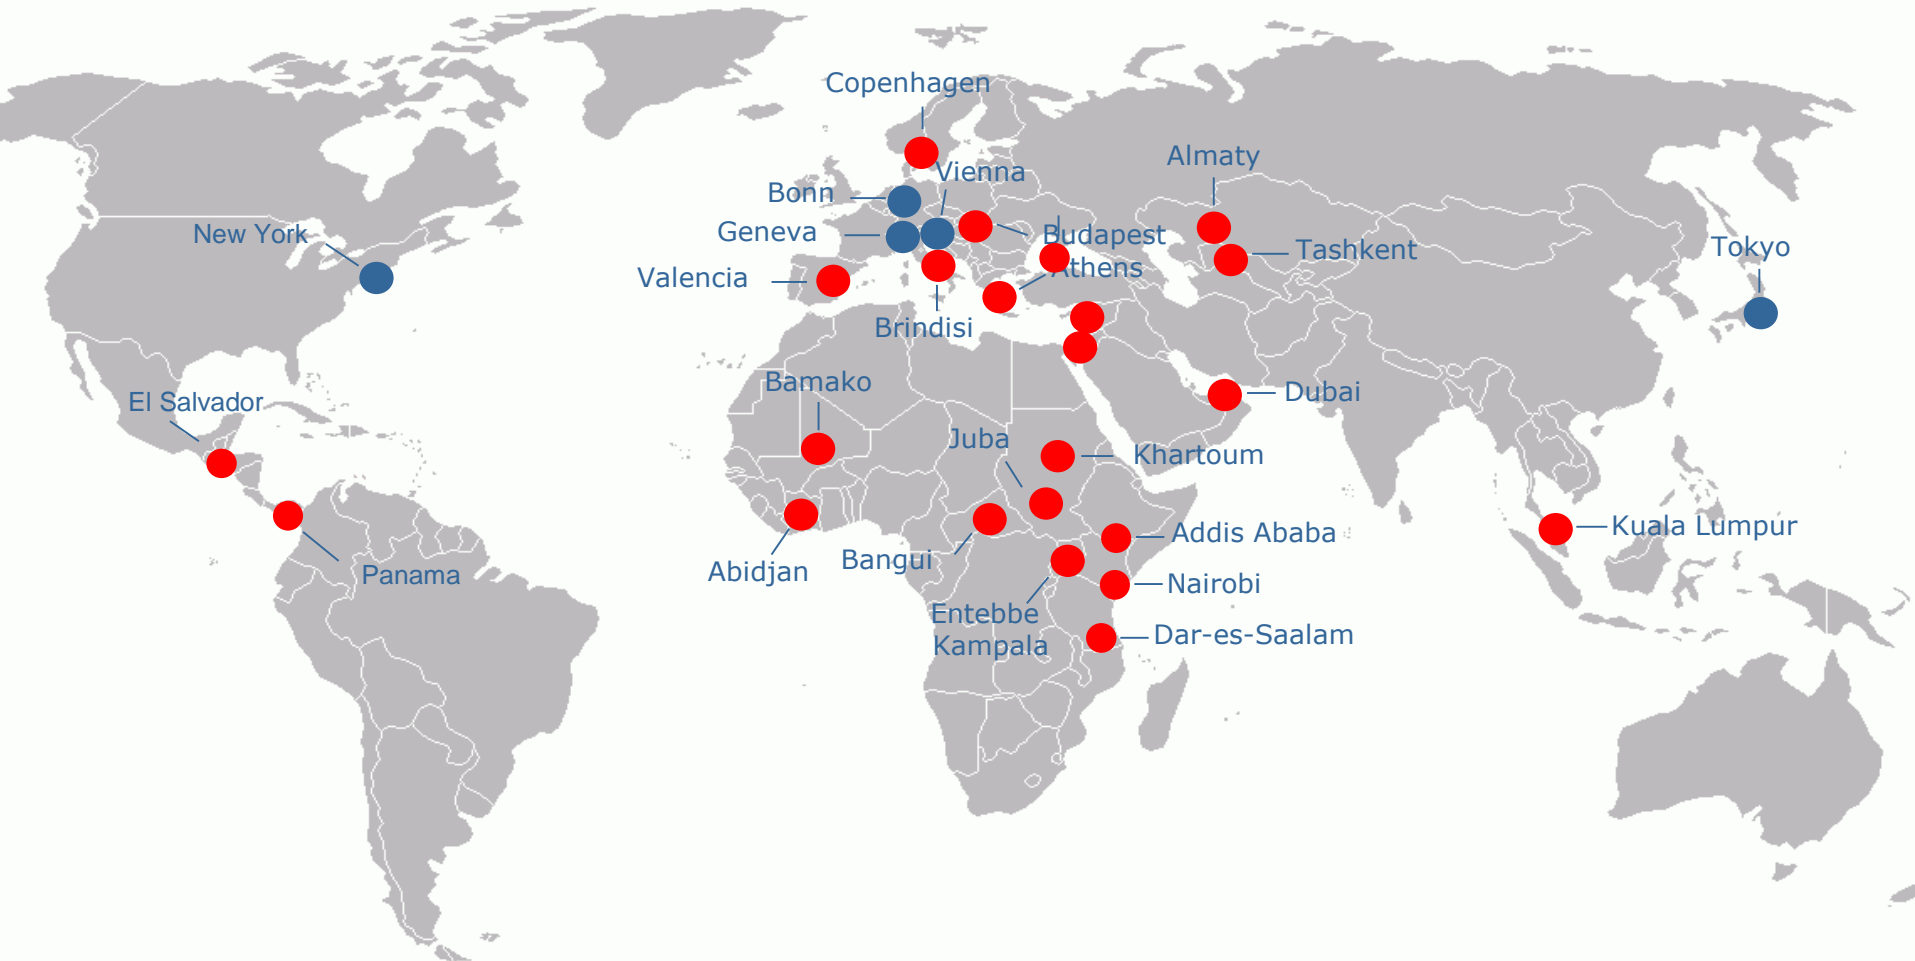 Copenhagen
Almaty
Vienna
Bonn
New York
Geneva
Budapest
Tashkent
Tokyo
Athens
Valencia
Brindisi
Bamako
Dubai
El Salvador
Juba
Khartoum
Kuala Lumpur
Addis Ababa
Bangui
Abidjan
Panama
Nairobi
Entebbe
Kampala
Dar-es-Saalam